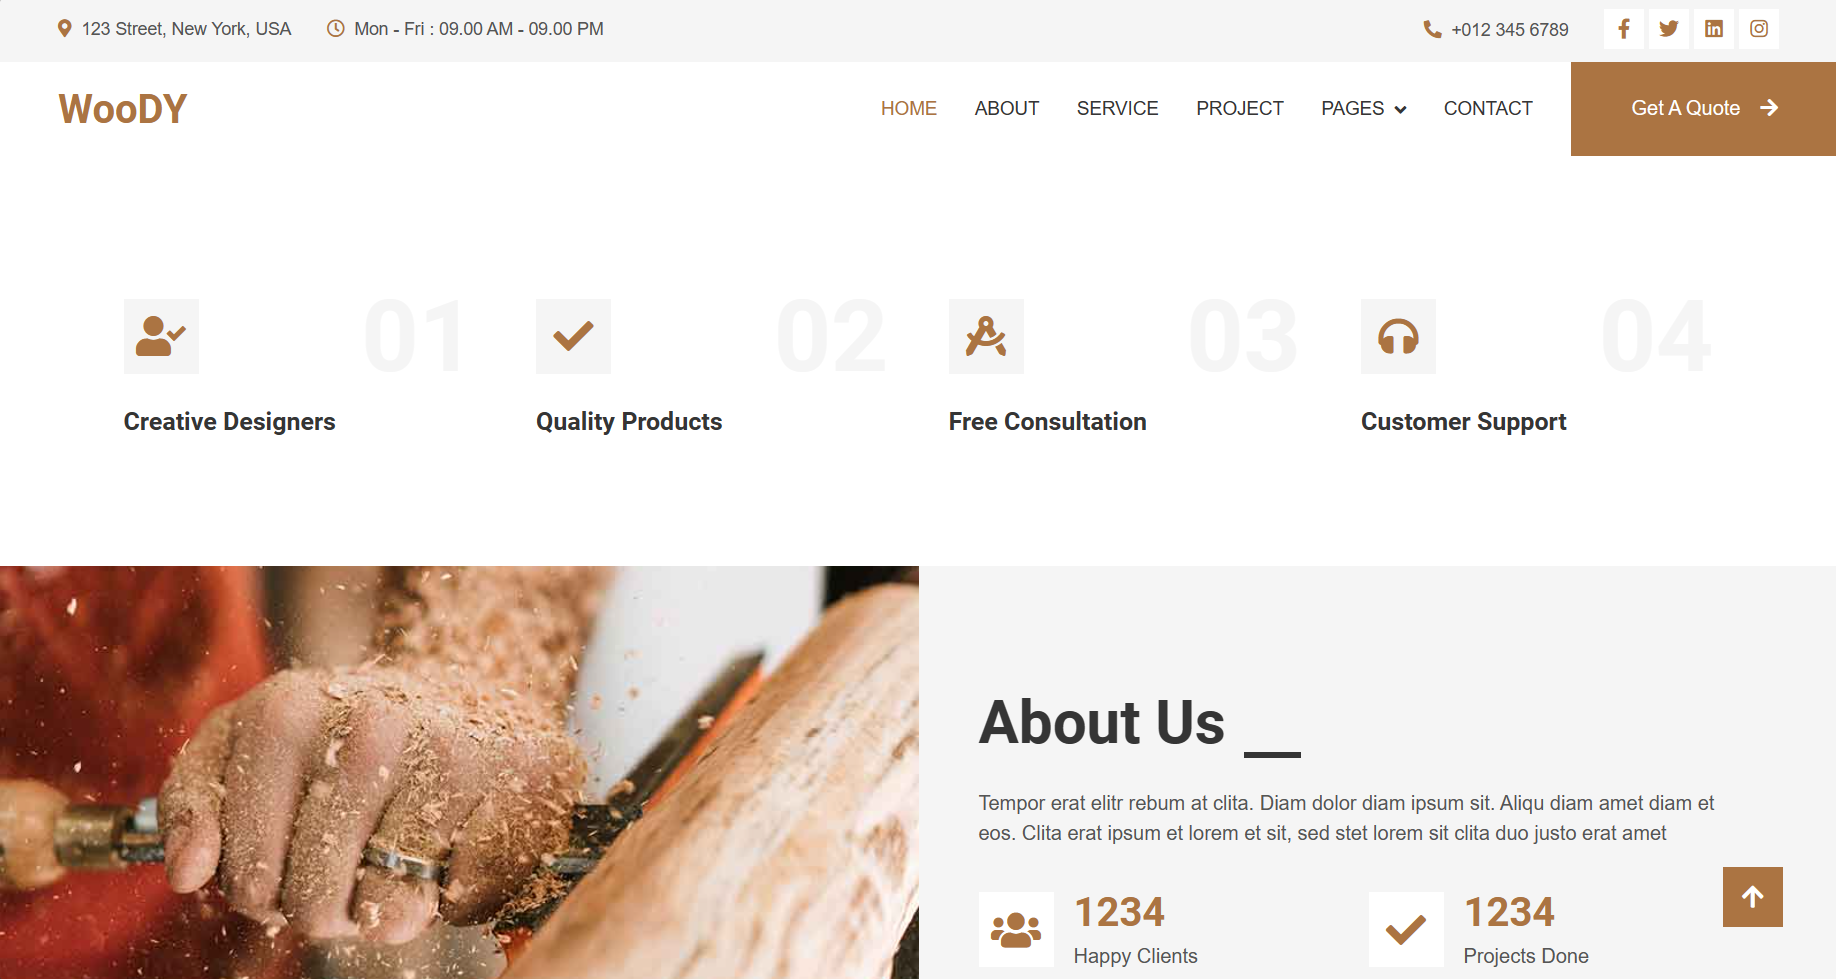 123 Street, New York, USA
Mon - Fri : 09.00 AM - 09.00 PM
+012 345 6789
WooDY
HOME
ABOUT
SERVICE
PROJECT
PAGES
CONTACT
Get A Quote
01
02
03
04
Creative Designers
Quality Products
Free Consultation
Customer Support
About Us
Tempor erat elitr rebum at clita. Diam dolor diam ipsum sit. Aliqu diam amet diam et
eos. Clita erat ipsum et lorem et sit, sed stet lorem sit clita duo justo erat amet
1234
Happy Clients
1234
Projects Done